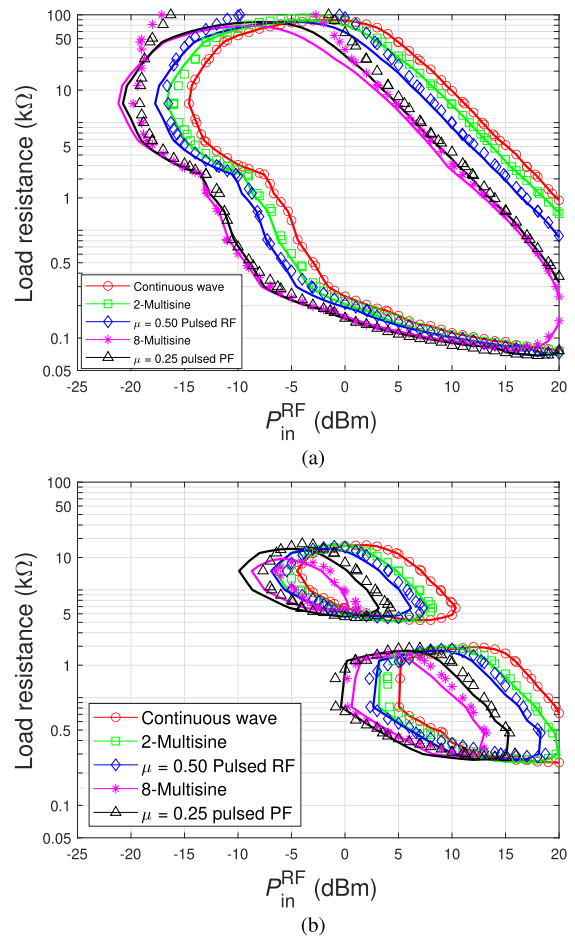 100
50
10
5
1
0.5
0.1
0.05
Load resistance (kΩ)
Continuous wave
2-Multisine
μ = 0.50 Pulsed RF
8-Multisine
μ = 0.25 pulsed PF
-25 -20 -15 -10 -5 0 5 10 15 20
P_in^RF (dBm)
(a)
100
50
10
5
1
0.5
0.1
0.05
Load resistance (kΩ)
Continuous wave
2-Multisine
μ = 0.50 Pulsed RF
8-Multisine
μ = 0.25 pulsed PF
-25 -20 -15 -10 -5 0 5 10 15 20
P_in^RF (dBm)
(b)